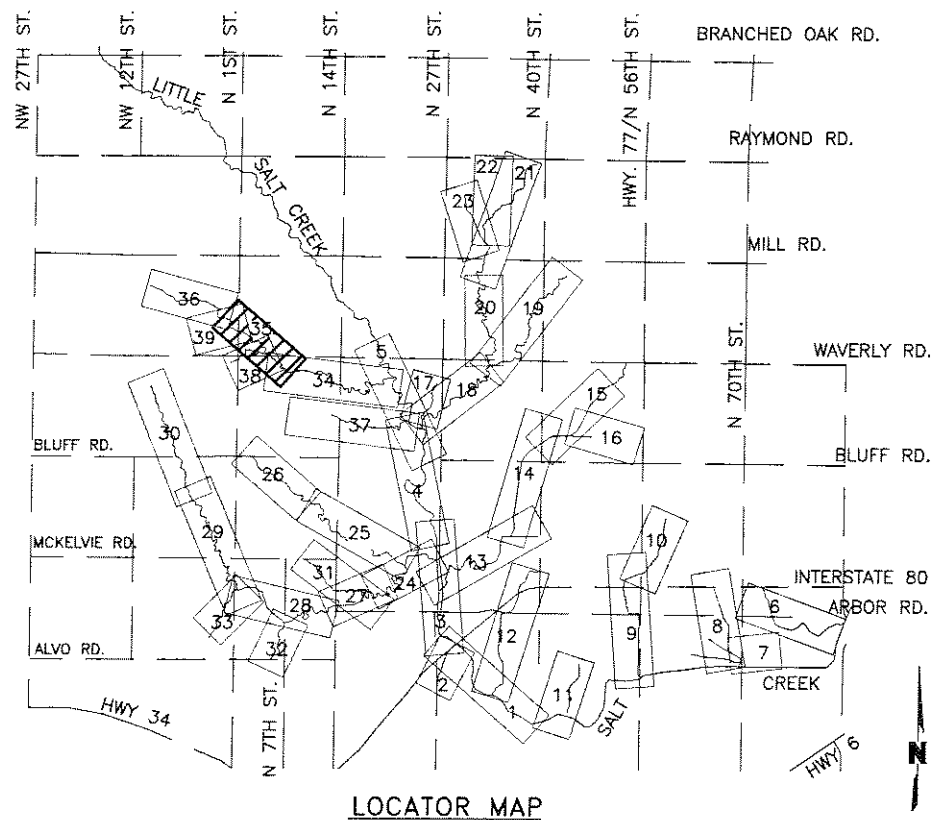 NW 27TH ST.
NW 12TH ST.
N 1ST ST.
N 14TH ST.
N 27TH ST.
N 40TH ST.
HWY. 77/N 56TH ST.
BRANCHED OAK RD.
LITTLE
SALT
CREEK
RAYMOND RD.
22
21
23
MILL RD.
36
35
39
38
20
19
5
34
17
18
N 70TH ST.
WAVERLY RD.
15
37
16
30
BLUFF RD.
BLUFF RD.
26
14
4
29
25
MCKELVIE RD.
10
31
13
24
INTERSTATE 80
27
28
ARBOR RD.
6
33
3
12
9
8
7
32
ALVO RD.
2
11
1
SALT
CREEK
HWY 34
N 7TH ST.
HWY 6
N
LOCATOR MAP